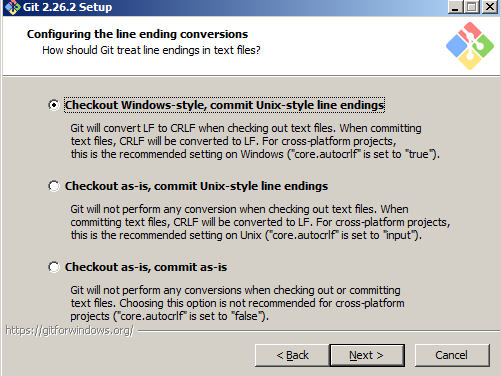 Git 2.26.2 Setup
Configuring the line ending conversions
How should Git treat line endings in text files?
Checkout Windows-style, commit Unix-style line endings
Git will convert LF to CRLF when checking out text files. When committing
text files, CRLF will be converted to LF. For cross-platform projects,
this is the recommended setting on Windows ("core.autocrlf" is set to "true").
Checkout as-is, commit Unix-style line endings
Git will not perform any conversion when checking out text files. When
committing text files, CRLF will be converted to LF. For cross-platform projects,
this is the recommended setting on Unix ("core.autocrlf" is set to "input").
Checkout as-is, commit as-is
Git will not perform any conversions when checking out or committing
text files. Choosing this option is not recommended for cross-platform
projects ("core.autocrlf" is set to "false").
https://gitforwindows.org/
< Back Next > Cancel